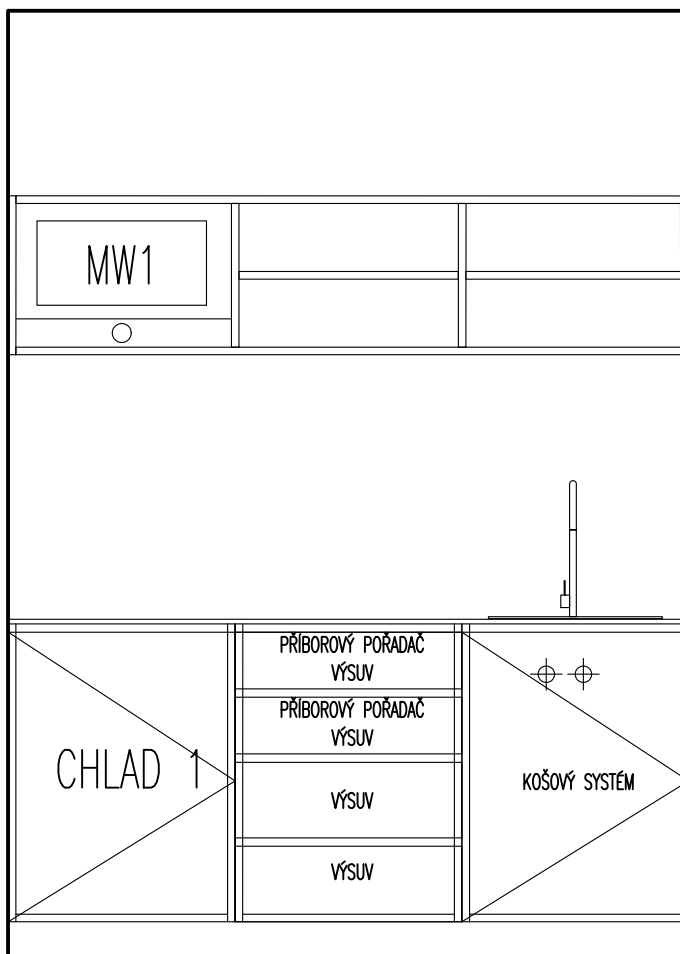 MW1
PŘÍBOROVÝ POŘADAČ
VÝSUV
PŘÍBOROVÝ POŘADAČ
VÝSUV
CHLAD 1
VÝSUV
KOŠOVÝ SYSTÉM
VÝSUV